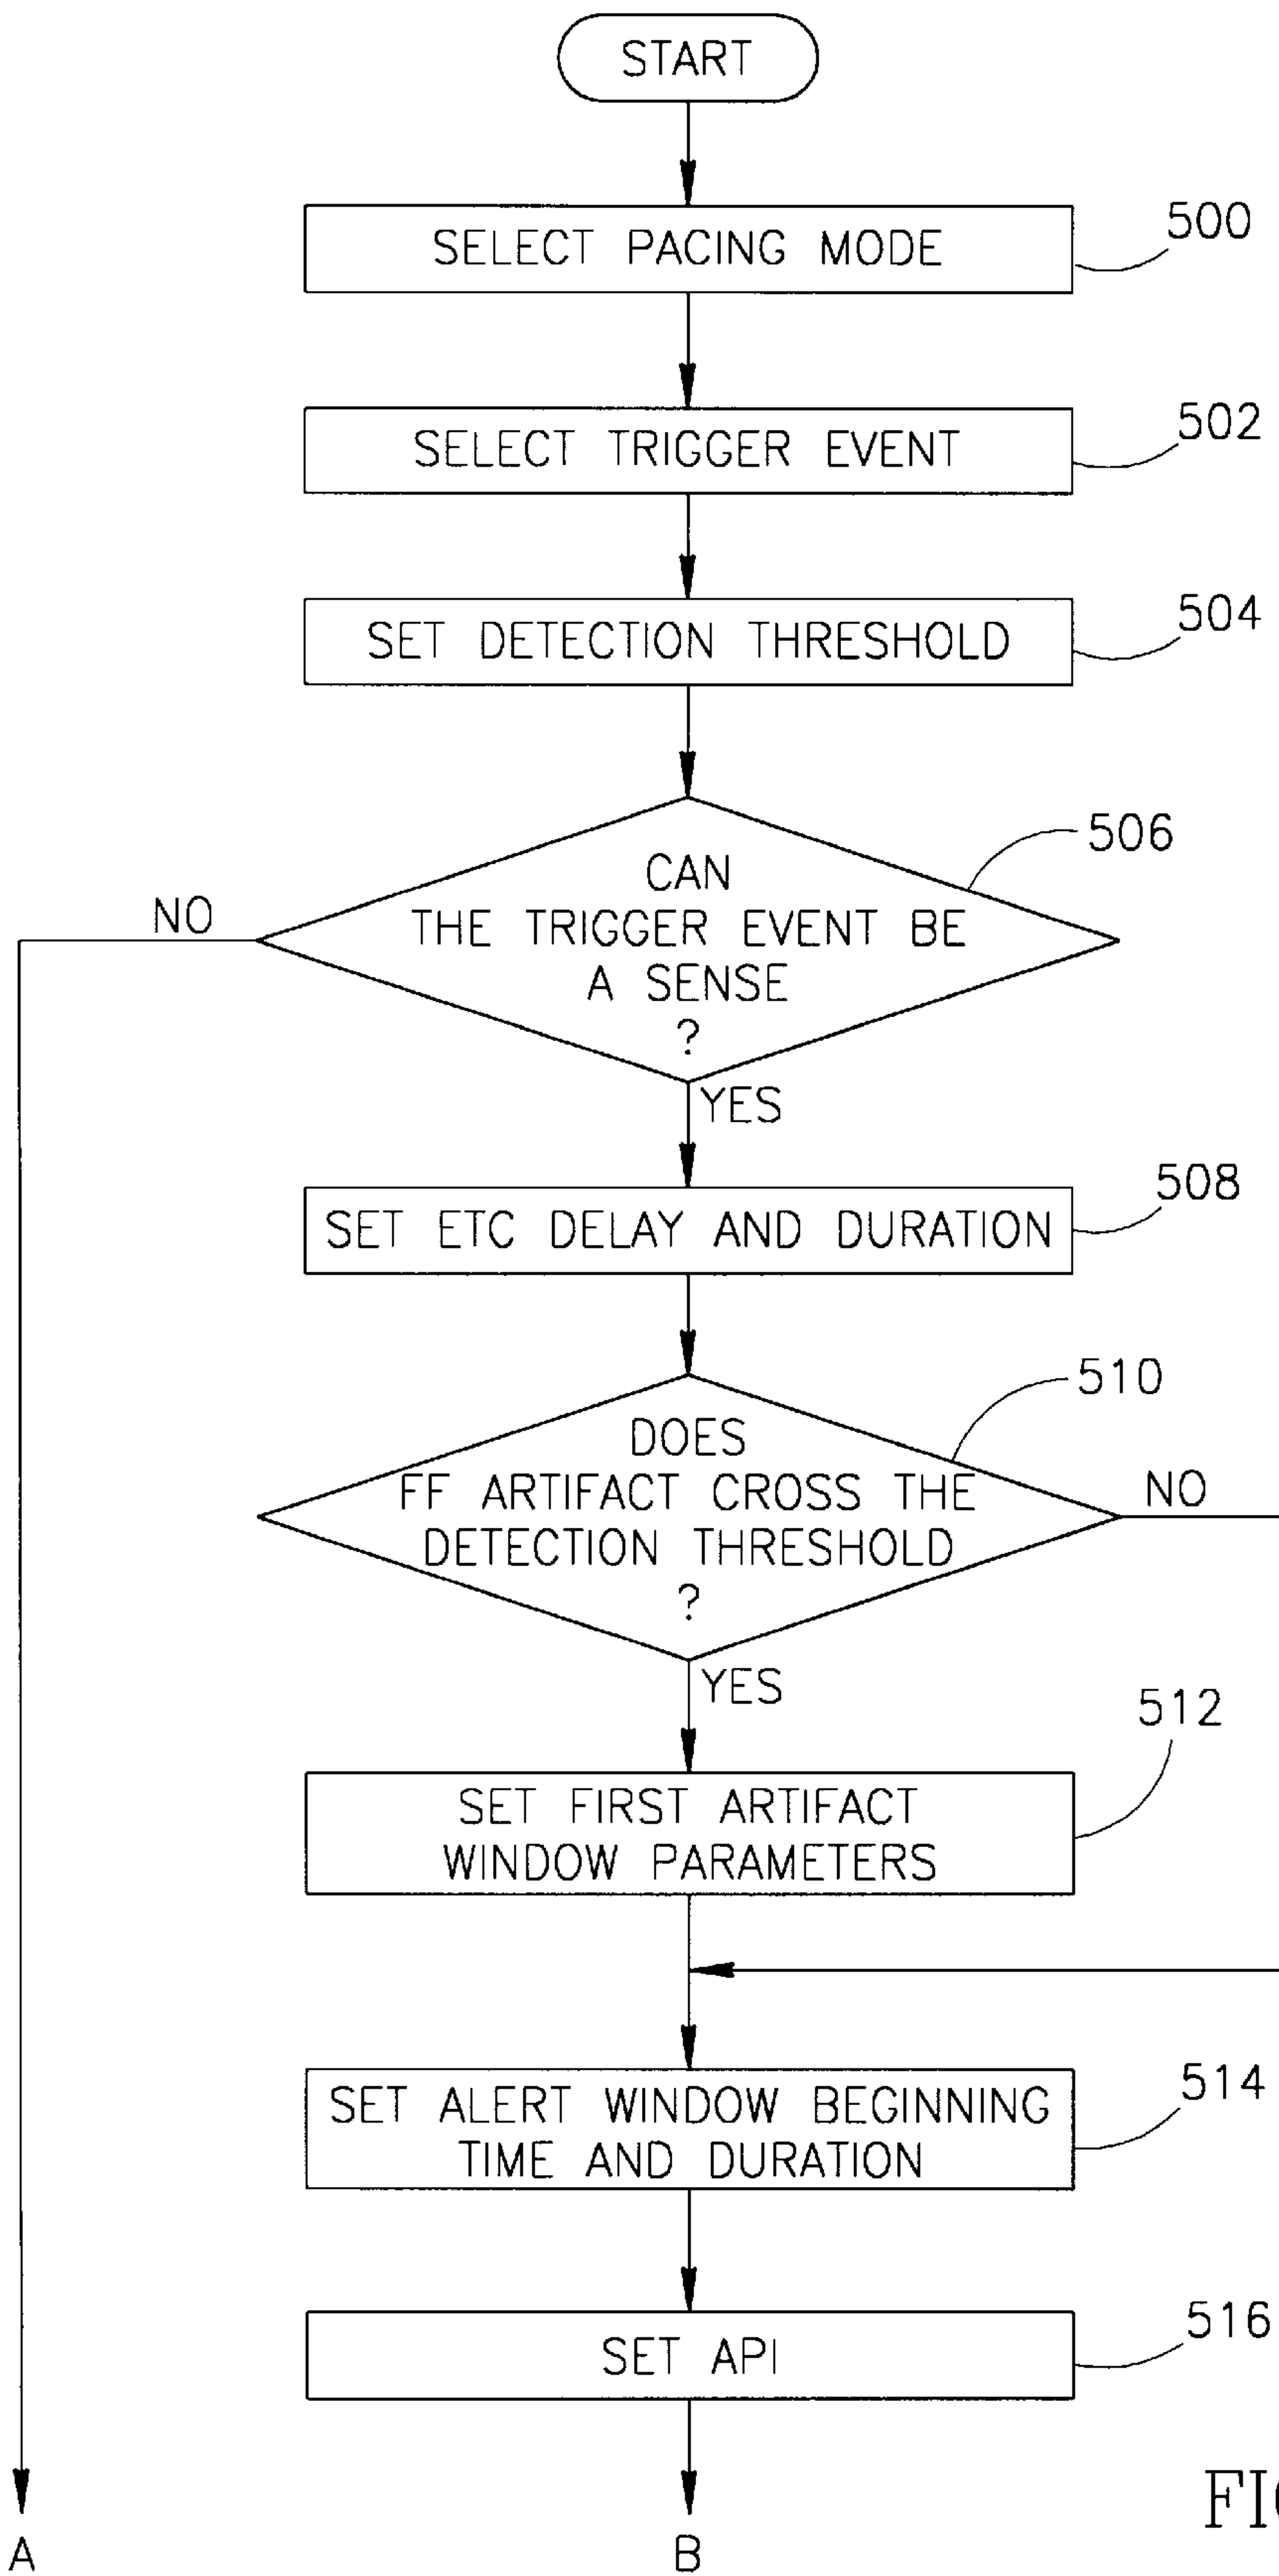 START
SELECT PACING MODE
500
SELECT TRIGGER EVENT
502
SET DETECTION THRESHOLD
504
CAN
THE TRIGGER EVENT BE
A SENSE
?
506
NO
YES
SET ETC DELAY AND DURATION
508
DOES
FF ARTIFACT CROSS THE
DETECTION THRESHOLD
?
510
NO
YES
SET FIRST ARTIFACT
WINDOW PARAMETERS
512
SET ALERT WINDOW BEGINNING
TIME AND DURATION
514
SET API
516
A
B